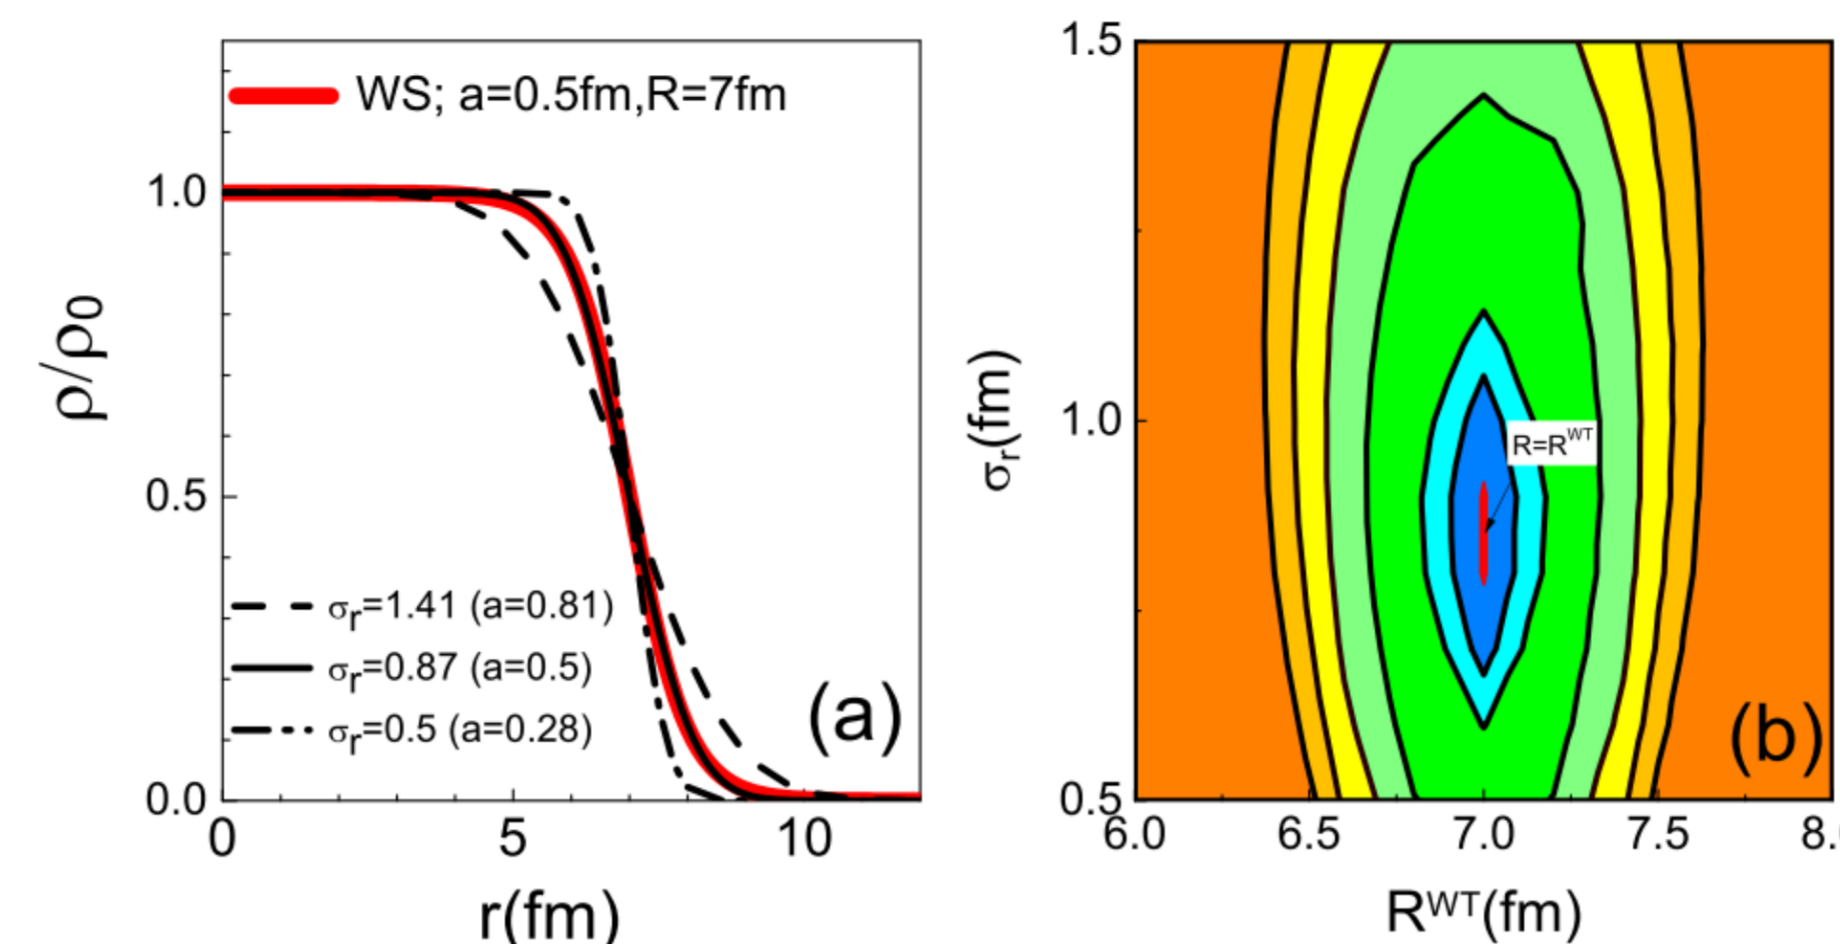 WS; a=0.5fm,R=7fm
1.0
0.5
0.0
ρ/ρ0
σr=1.41 (a=0.81)
σr=0.87 (a=0.5)
σr=0.5 (a=0.28)
(a)
0 5 10
r(fm)
1.5
1.0
0.5
σr(fm)
R=RWT
(b)
6.0 6.5 7.0 7.5 8.
RWT(fm)